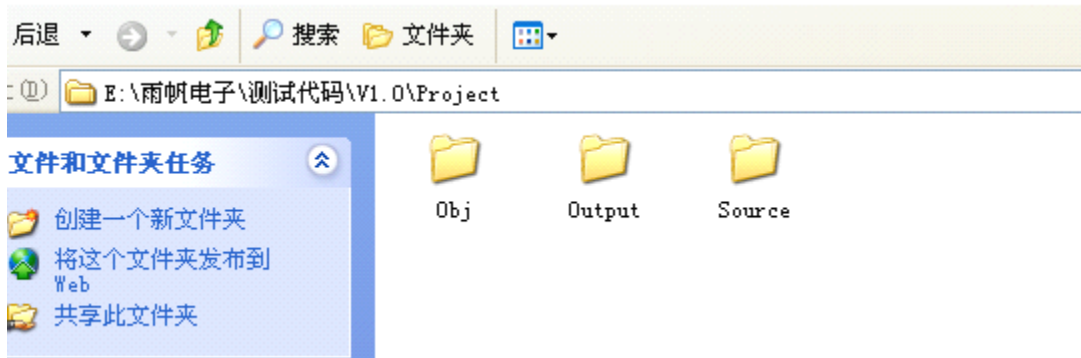 后退 搜索 文件夹
(D) E:\雨帆电子\测试代码\V1.0\Project
文件和文件夹任务
创建一个新文件夹
将这个文件夹发布到
Web
共享此文件夹
Obj Output Source